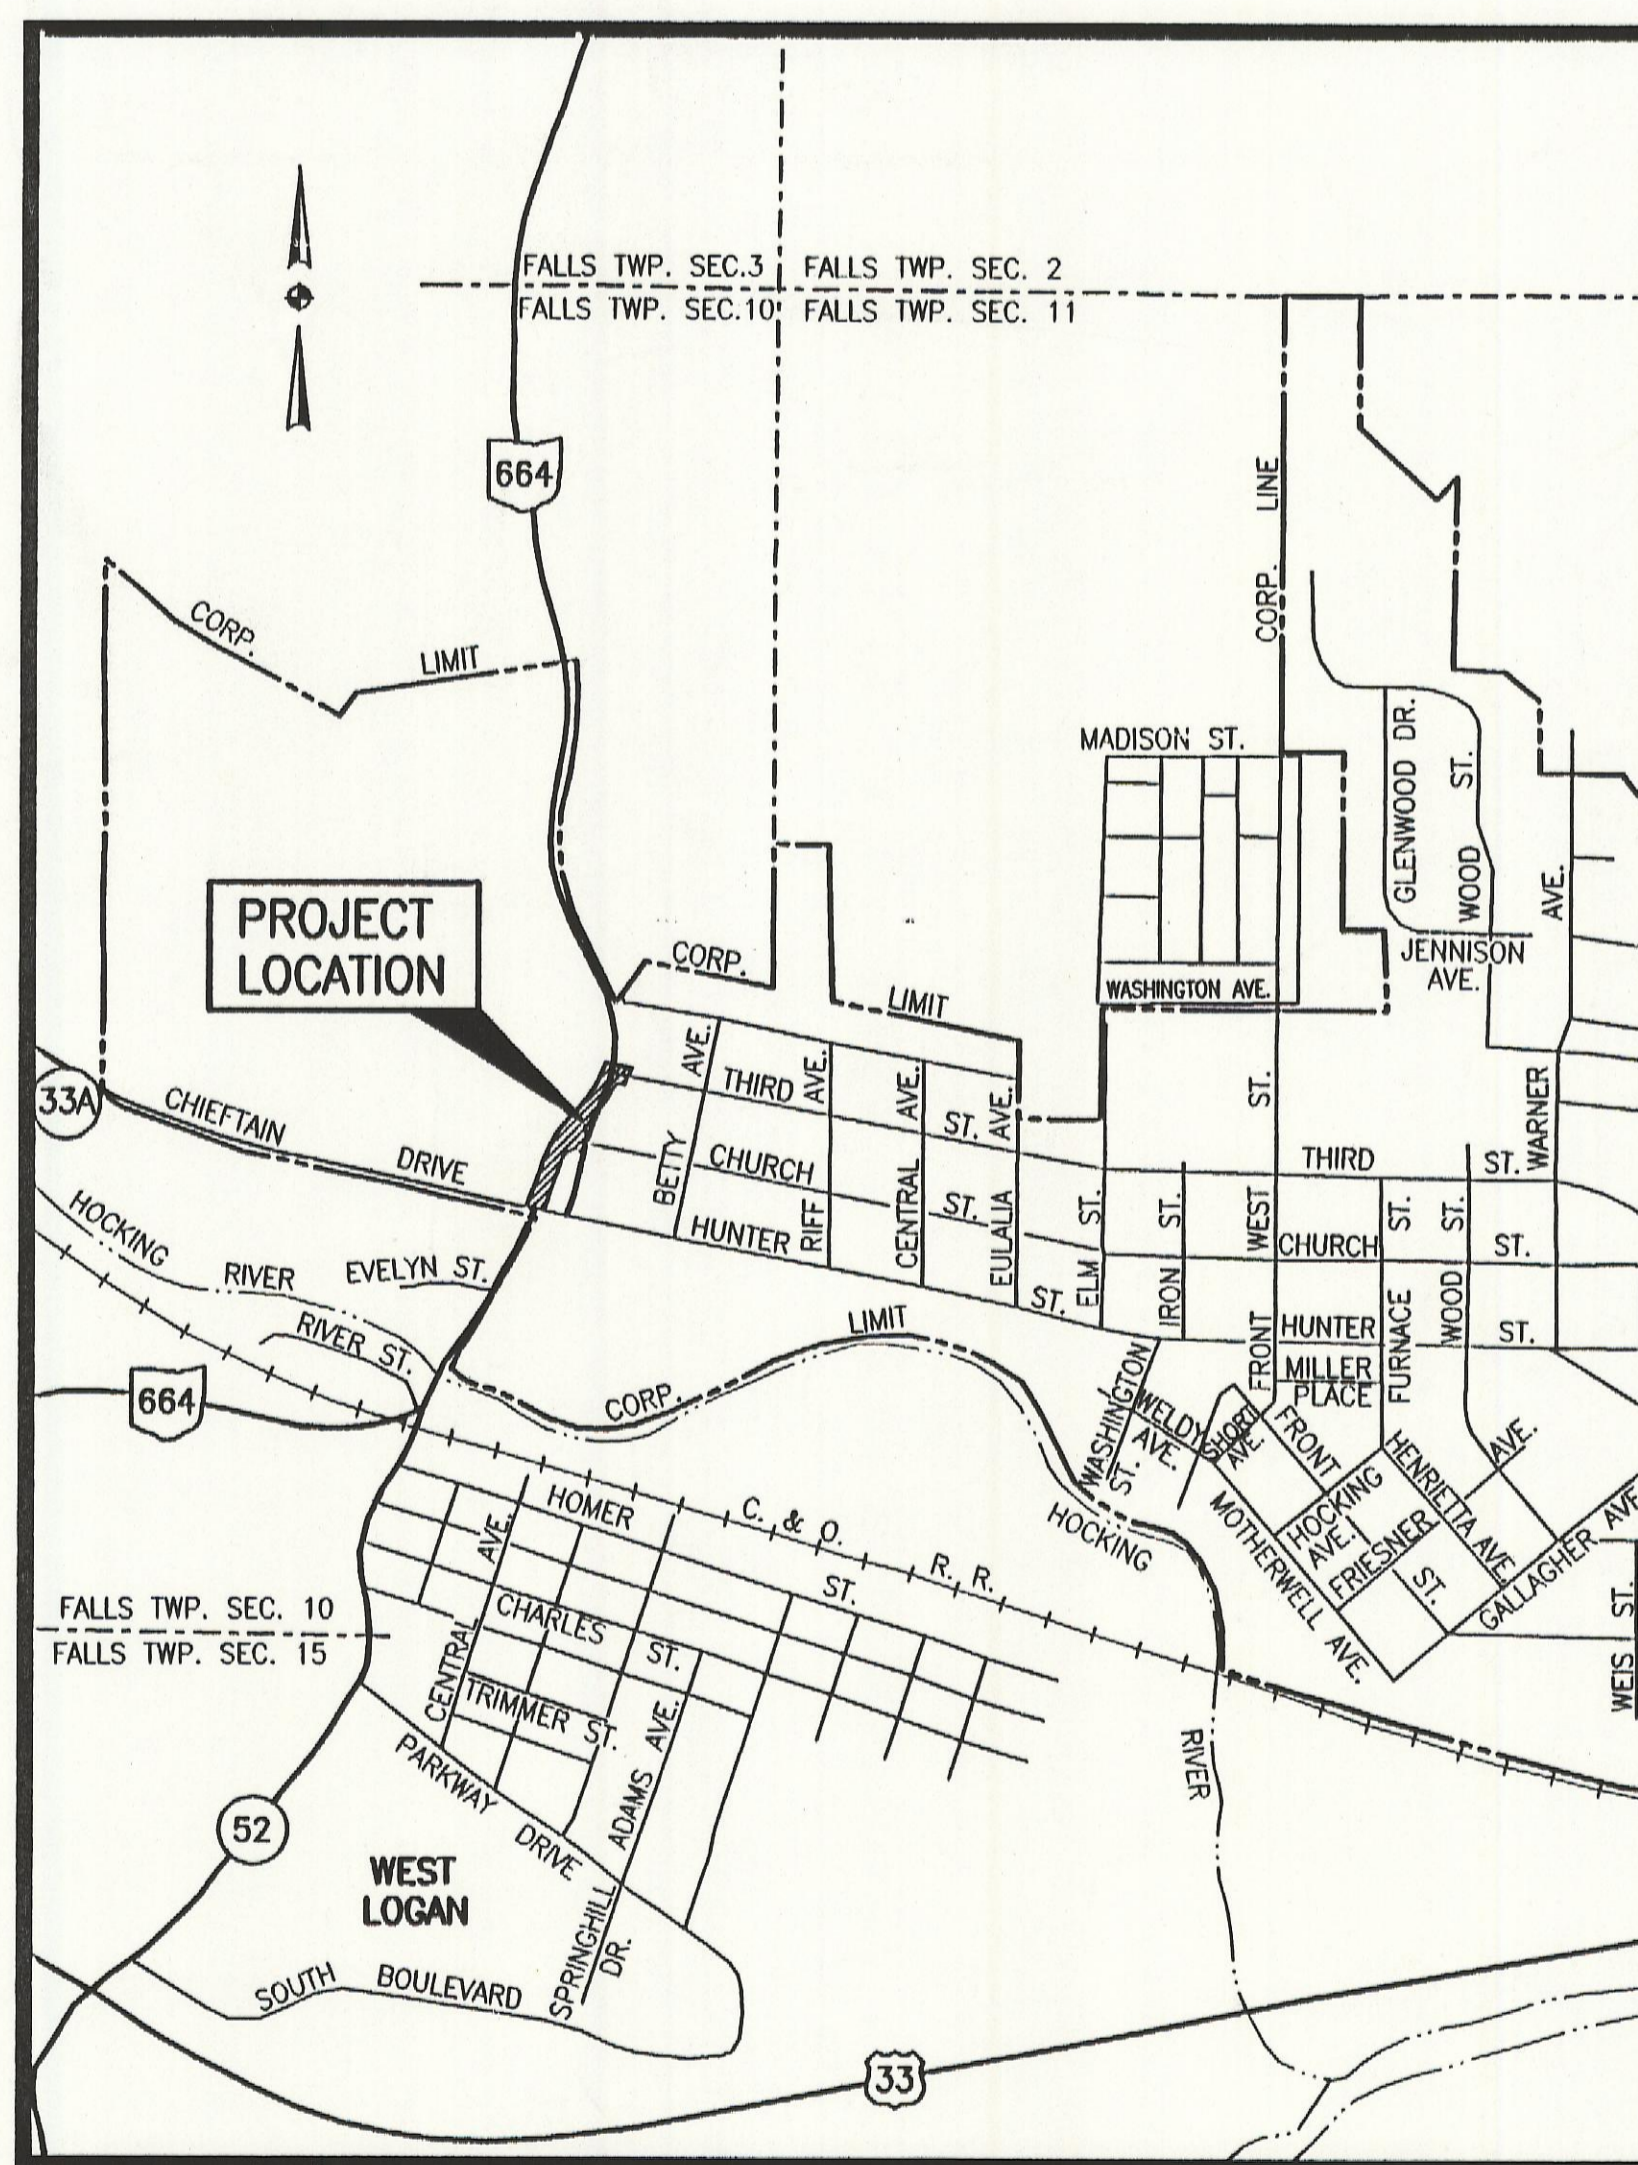 FALLS TWP. SEC.3
FALLS TWP. SEC. 2
FALLS TWP. SEC.10
FALLS TWP. SEC. 11
664
CORP. LINE
CORP. LIMIT
MADISON ST.
GLENWOOD DR.
WOOD ST.
WARNER AVE.
JENNISON
AVE.
WASHINGTON AVE.
PROJECT
LOCATION
CORP. LIMIT
33A
CHIEFTAIN DRIVE
BETTY AVE.
RIFF AVE.
CENTRAL AVE.
EULALIA AVE.
THIRD ST.
CHURCH ST.
HUNTER ST.
ELM ST.
IRON ST.
WEST ST.
FRONT
THIRD ST.
CHURCH ST.
HUNTER ST.
FURNACE ST.
WOOD ST.
MILLER
PLACE
HOCKING RIVER
EVELYN ST.
RIVER ST.
664
CORP. LIMIT
WASHINGTON
ST.
WELDY
AVE.
SHORT
AVE.
FRONT
HOCKING
AVE.
HENRIETTA AVE.
AVE.
MOTHERWELL AVE.
FRIESNER
ST.
GALLAGHER AVE
WEIS ST.
HOCKING
RIVER
C. & O. R. R.
HOMER ST.
CENTRAL AVE.
CHARLES ST.
TRIMMER ST.
ADAMS AVE.
PARKWAY DRIVE
SPRINGHILL
DR.
FALLS TWP. SEC. 10
FALLS TWP. SEC. 15
52
WEST
LOGAN
SOUTH BOULEVARD
33